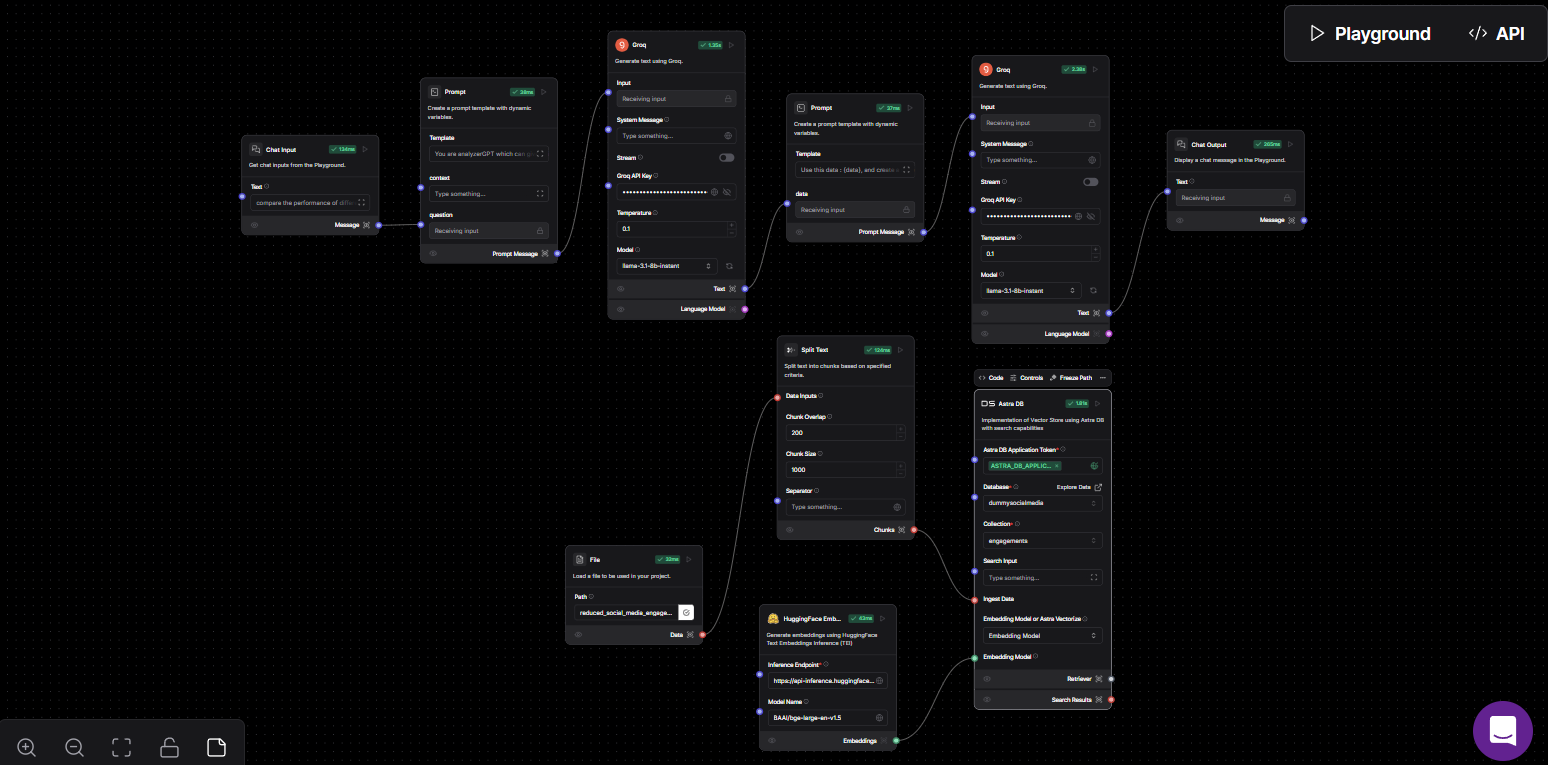 Playground
API
Chat Input
134ms
Get chat inputs from the Playground.
Text
compare the performance of
Message
Prompt
38ms
Create a prompt template with dynamic
variables.
Template
You are analyzerGPT which can
context
Type something...
question
Receiving input
Prompt Message
Groq
1.35s
Generate text using Groq.
Input
Receiving input
System Message
Type something...
Stream
Groq API Key
Temperature
0.1
Model
llama-3.1-8b-instant
Text
Language Model
Prompt
37ms
Create a prompt template with dynamic
variables.
Template
Use this data : {data}, and create
data
Receiving input
Prompt Message
Groq
2.38s
Generate text using Groq.
Input
Receiving input
System Message
Type something...
Stream
Groq API Key
Temperature
0.1
Model
llama-3.1-8b-instant
Text
Language Model
Chat Output
265ms
Display a chat message in the Playground.
Text
Receiving input
Message
Split Text
124ms
Split text into chunks based on specified
criteria.
Data Inputs
Chunk Overlap
200
Chunk Size
1000
Separator
Type something...
Chunks
File
32ms
Load a file to be used in your project.
Path
reduced_social_media_engage...
Data
HuggingFace Emb...
43ms
Generate embeddings using HuggingFace
Text Embeddings Inference (TEI)
Inference Endpoint*
https://api-inference.huggingface...
Model Name
BAAI/bge-large-en-v1.5
Embeddings
Code Controls Freeze Path
DS Astra DB
1.81s
Implementation of Vector Store using Astra DB
with search capabilities
Astra DB Application Token*
ASTRA_DB_APPLIC...
Database* Explore Data
dummysocialmedia
Collection*
engagements
Search Input
Type something...
Ingest Data
Embedding Model or Astra Vectorize
Embedding Model
Embedding Model
Retriever
Search Results